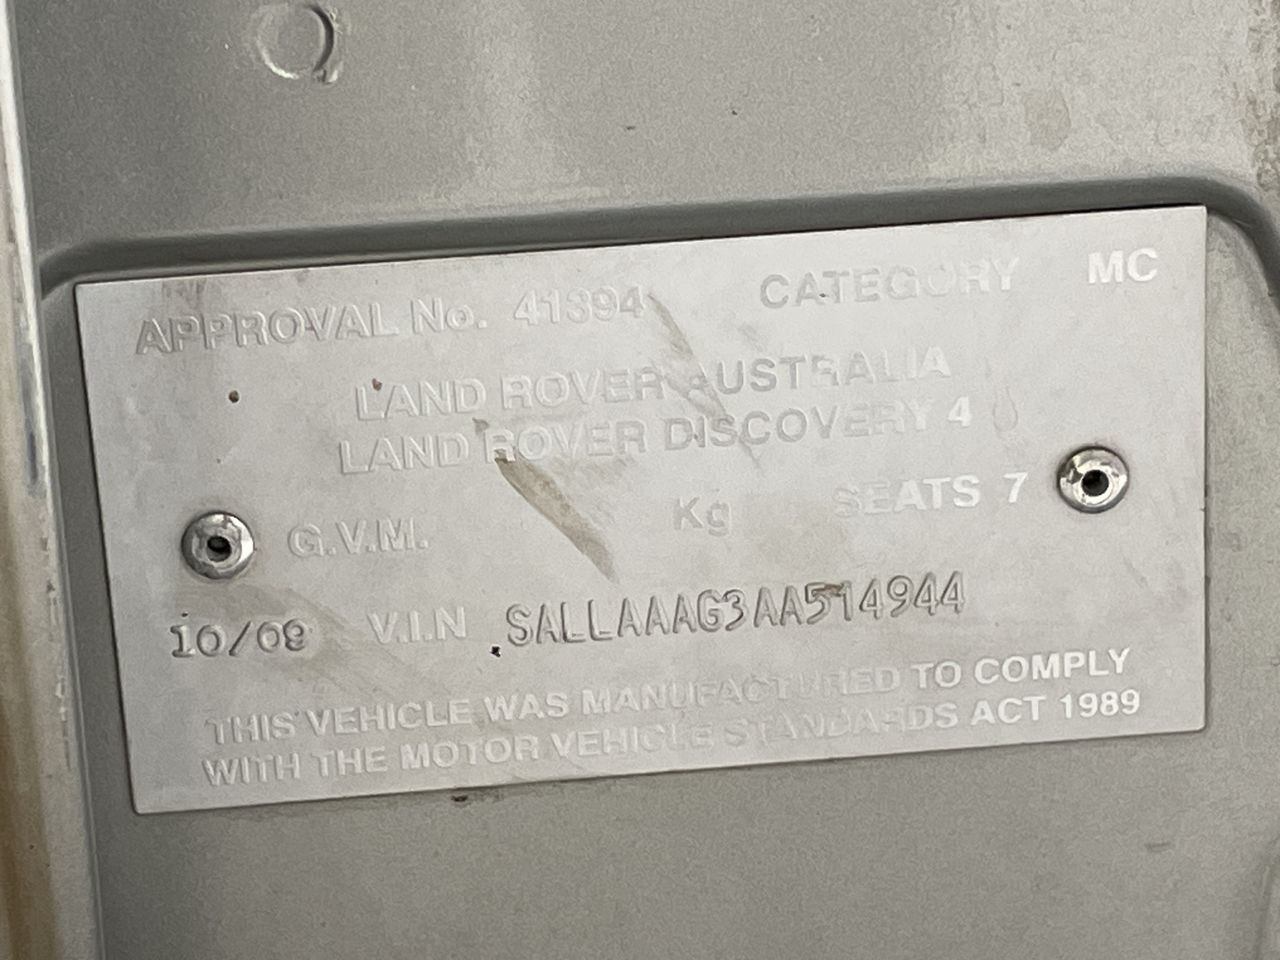 APPROVAL No. 41394 CATEGORY MC
LAND ROVER AUSTRALIA
LAND ROVER DISCOVERY 4
G.V.M. Kg SEATS 7
10/09 V.I.N SALLAAAG3AA514944
THIS VEHICLE WAS MANUFACTURED TO COMPLY
WITH THE MOTOR VEHICLE STANDARDS ACT 1989